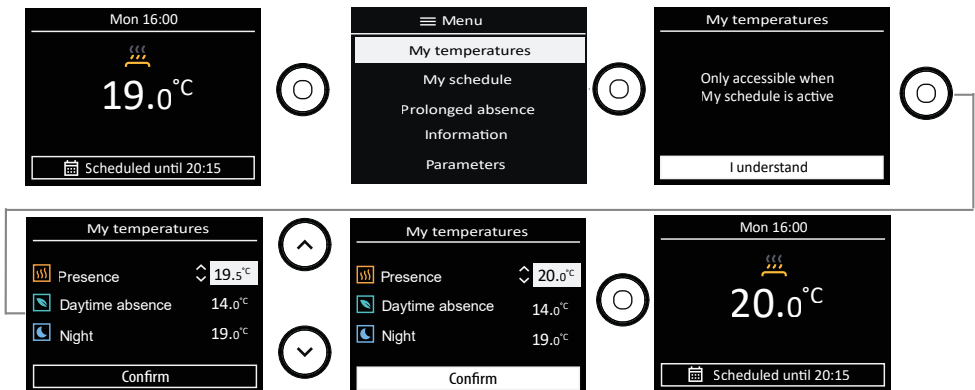 Mon 16:00
19.0°C
Scheduled until 20:15
Menu
My temperatures
My schedule
Prolonged absence
Information
Parameters
My temperatures
Only accessible when
My schedule is active
I understand
My temperatures
Presence 19.5°C
Daytime absence 14.0°C
Night 19.0°C
Confirm
My temperatures
Presence 20.0°C
Daytime absence 14.0°C
Night 19.0°C
Confirm
Mon 16:00
20.0°C
Scheduled until 20:15